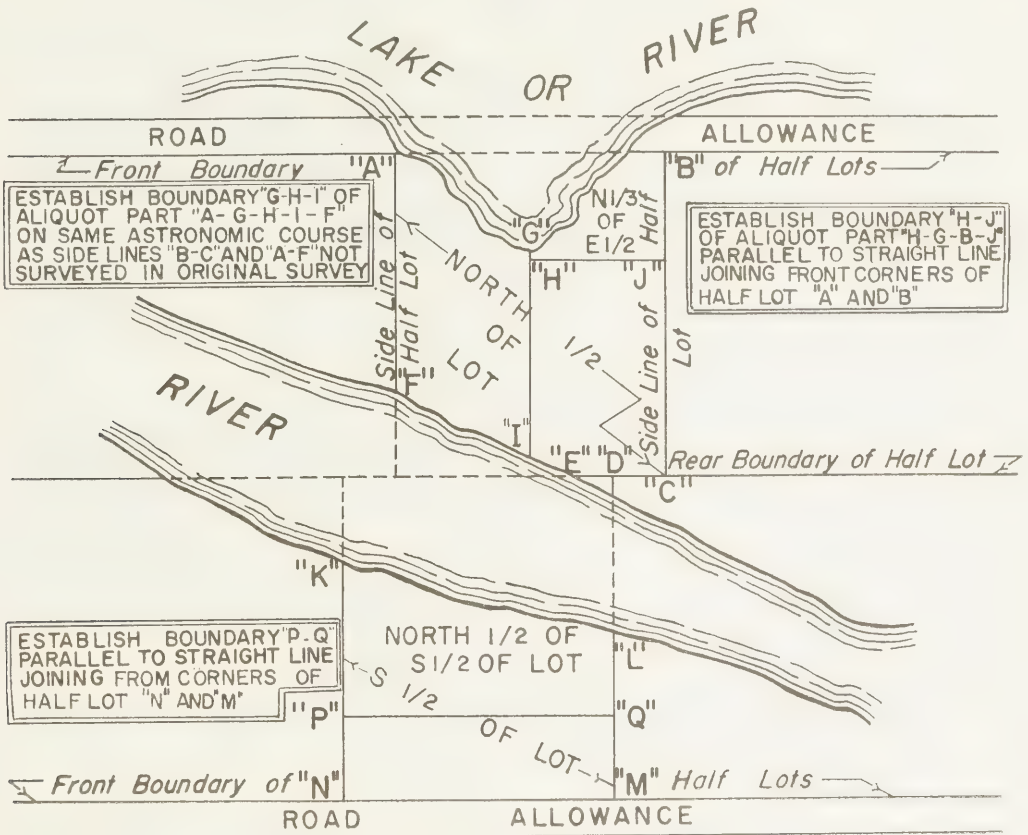 LAKE OR RIVER
ROAD ALLOWANCE
Front Boundary "A" "B" of Half Lots
ESTABLISH BOUNDARY "G-H-I" OF
ALIQUOT PART "A-G-H-I-F"
ON SAME ASTRONOMIC COURSE
AS SIDE LINES "B-C" AND "A-F" NOT
SURVEYED IN ORIGINAL SURVEY
Side Line of
Half Lot
NORTH
OF
LOT
"G"
N1/3
OF
E1/2
"H" "J"
1/2
Side Line of Half
Lot
ESTABLISH BOUNDARY "H-J"
OF ALIQUOT PART "H-G-B-J"
PARALLEL TO STRAIGHT LINE
JOINING FRONT CORNERS OF
HALF LOT "A" AND "B"
"F"
RIVER
"I"
"E" "D" Rear Boundary of Half Lot
"C"
"K"
ESTABLISH BOUNDARY "P-Q"
PARALLEL TO STRAIGHT LINE
JOINING FROM CORNERS OF
HALF LOT "N" AND "M"
NORTH 1/2 OF
S1/2 OF LOT
"L"
S 1/2
"P" "Q"
OF LOT
Front Boundary of "N" "M" Half Lots
ROAD ALLOWANCE